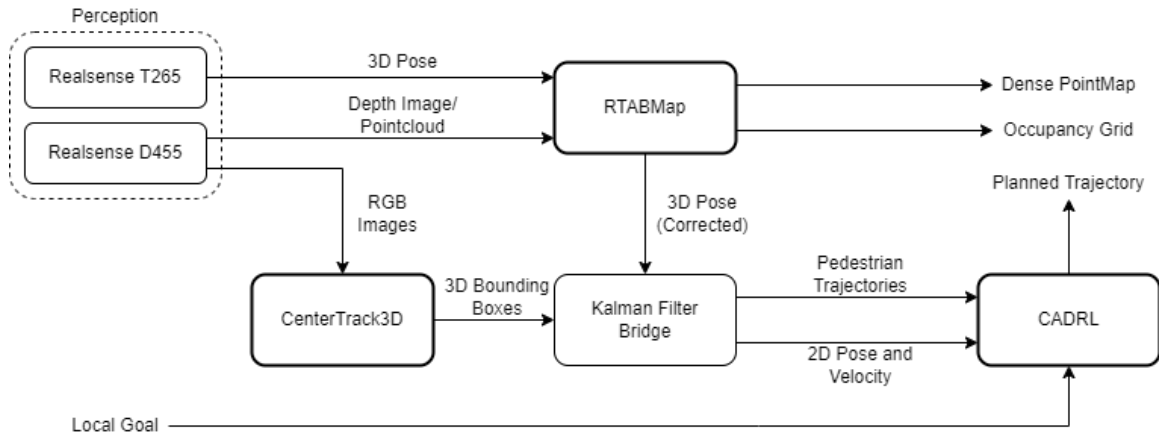 Perception
Realsense T265
3D Pose
RTABMap
Dense PointMap
Depth Image/
Pointcloud
Realsense D455
Occupancy Grid
Planned Trajectory
RGB
Images
3D Pose
(Corrected)
Pedestrian
Trajectories
CenterTrack3D
3D Bounding
Boxes
Kalman Filter
Bridge
CADRL
2D Pose and
Velocity
Local Goal